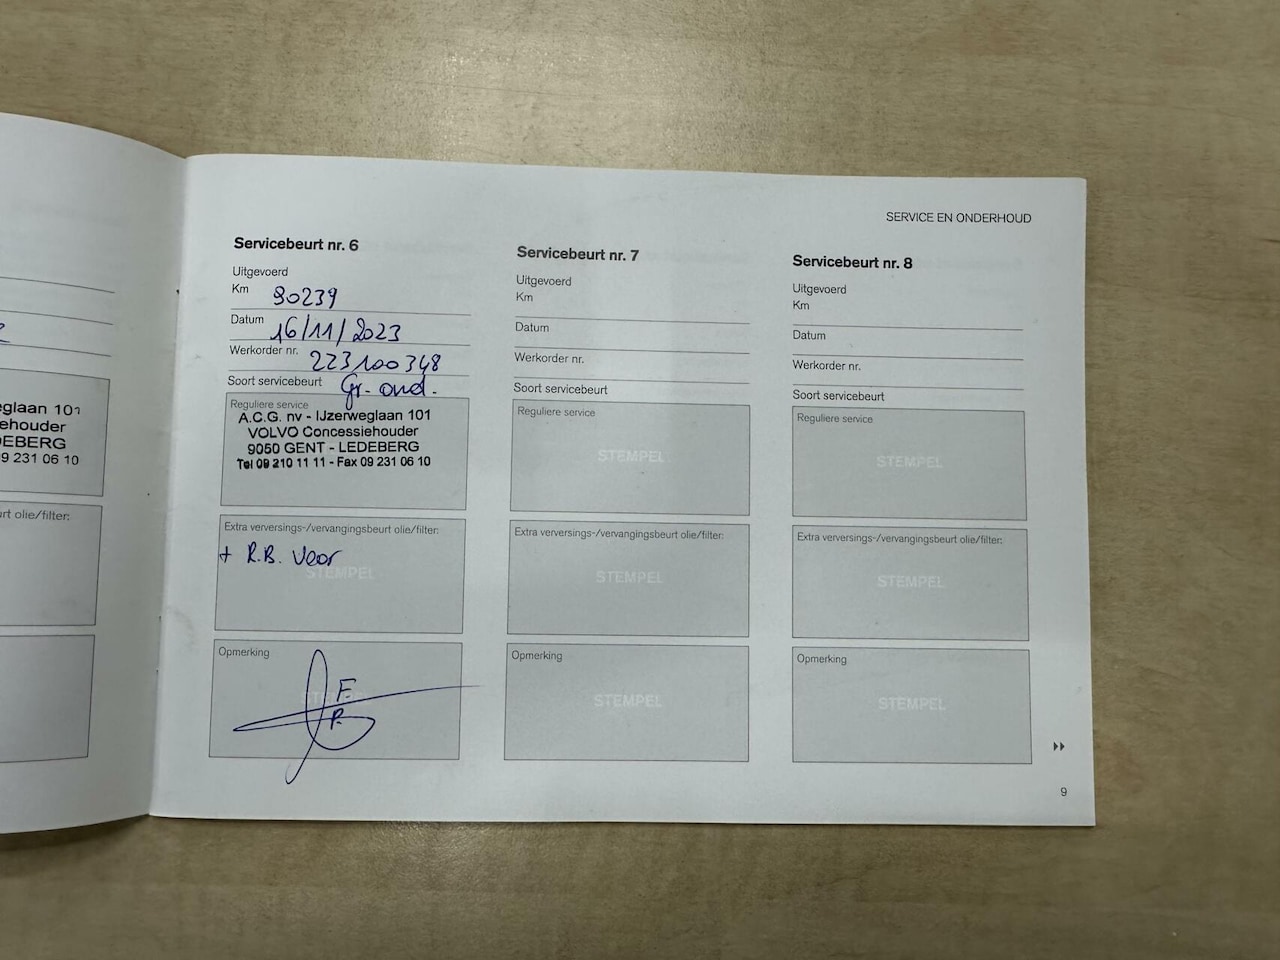 eglaan 101
ehouder
DEBERG
9 231 06 10
rt olie/filter:
SERVICE EN ONDERHOUD
Servicebeurt nr. 6
Uitgevoerd
Km 90239
Datum 16/11/2023
Werkorder nr. 223100348
Soort servicebeurt Gr. ond.
Reguliere service
A.C.G. nv - IJzerweglaan 101
VOLVO Concessiehouder
9050 GENT - LEDEBERG
Tel 09 210 11 11 - Fax 09 231 06 10
Extra verversings-/vervangingsbeurt olie/filter:
+ R.B. Veor
STEMPEL
Opmerking
F.
P.
Servicebeurt nr. 7
Uitgevoerd
Km
Datum
Werkorder nr.
Soort servicebeurt
Reguliere service
STEMPEL
Extra verversings-/vervangingsbeurt olie/filter:
STEMPEL
Opmerking
STEMPEL
Servicebeurt nr. 8
Uitgevoerd
Km
Datum
Werkorder nr.
Soort servicebeurt
Reguliere service
STEMPEL
Extra verversings-/vervangingsbeurt olie/filter:
STEMPEL
Opmerking
STEMPEL
9